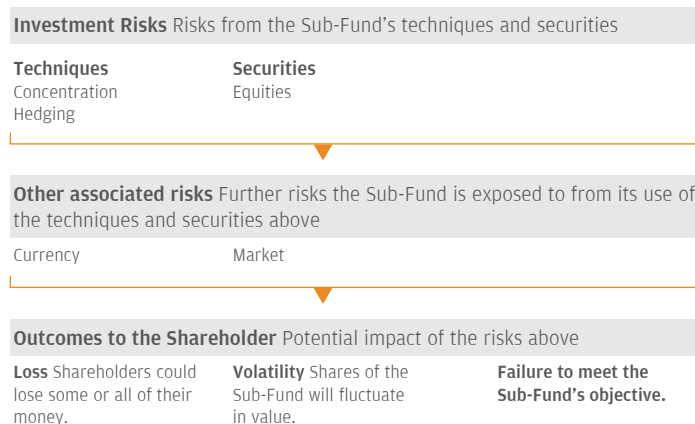 Investment Risks Risks from the Sub-Fund's techniques and securities
Techniques Securities
Concentration Equities
Hedging
Other associated risks Further risks the Sub-Fund is exposed to from its use of
the techniques and securities above
Currency Market
Outcomes to the Shareholder Potential impact of the risks above
Loss Shareholders could
lose some or all of their
money.
Volatility Shares of the
Sub-Fund will fluctuate
in value.
Failure to meet the
Sub-Fund's objective.